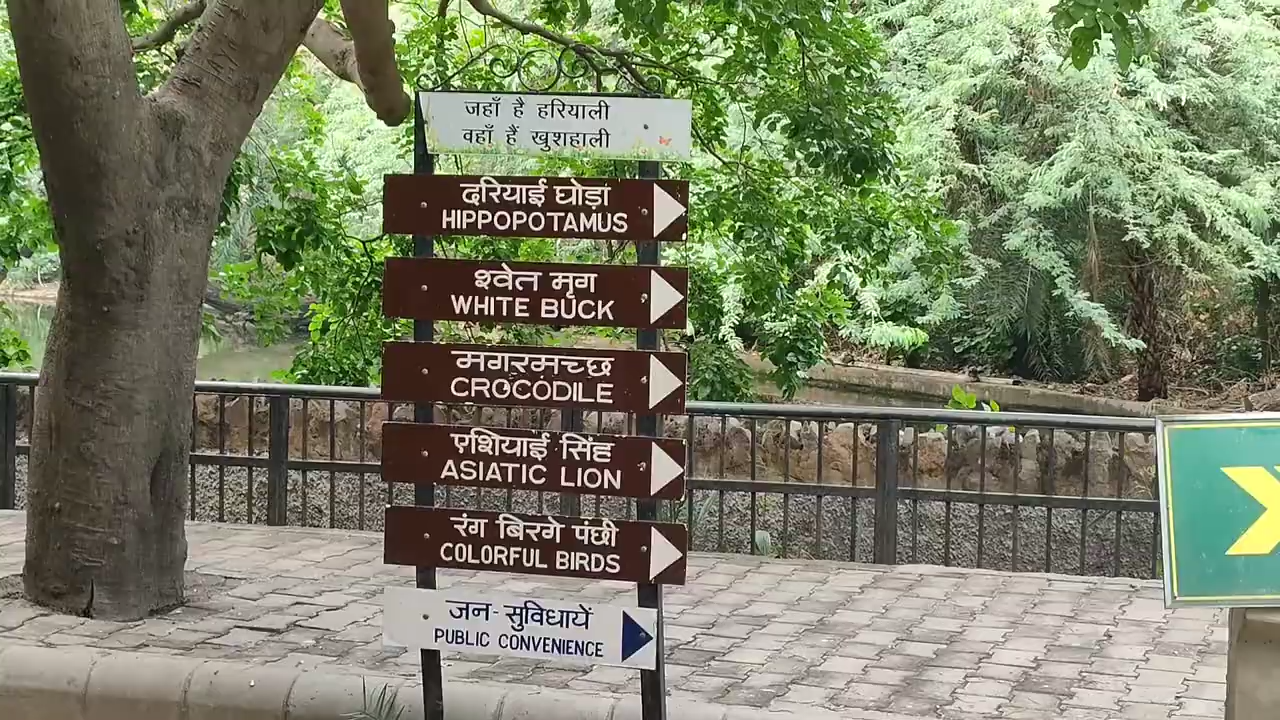 जहाँ है हरियाली
वहाँ हैं खुशहाली
दरियाई घोड़ा
HIPPOPOTAMUS
श्वेत मृग
WHITE BUCK
मगरमच्छ
CROCODILE
एशियाई सिंह
ASIATIC LION
रंग बिरगे पंछी
COLORFUL BIRDS
जन-सुविधायें
PUBLIC CONVENIENCE